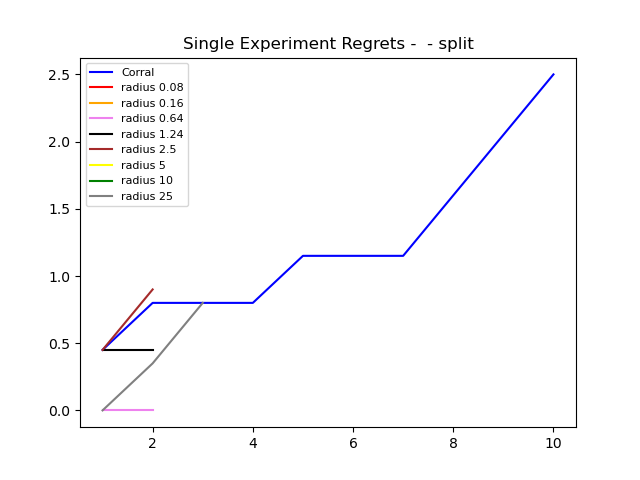 Single Experiment Regrets -  - split
Corral
radius 0.08
radius 0.16
radius 0.64
radius 1.24
radius 2.5
radius 5
radius 10
radius 25
2.5
2.0
1.5
1.0
0.5
0.0
2 4 6 8 10